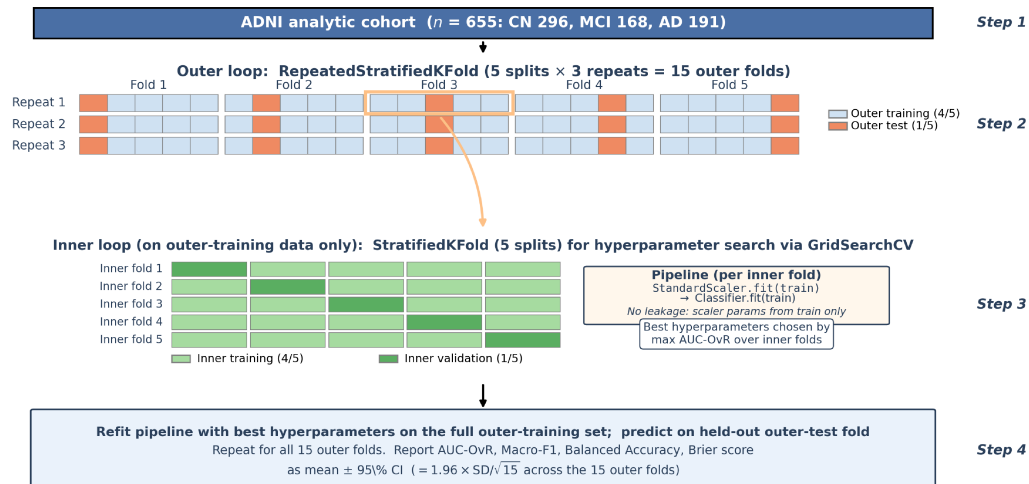 ADNI analytic cohort (n = 655: CN 296, MCI 168, AD 191)
Step 1
Outer loop: RepeatedStratifiedKFold (5 splits × 3 repeats = 15 outer folds)
Fold 1 Fold 2 Fold 3 Fold 4 Fold 5
Repeat 1
Repeat 2
Repeat 3
Outer training (4/5)
Outer test (1/5)
Step 2
Inner loop (on outer-training data only): StratifiedKFold (5 splits) for hyperparameter search via GridSearchCV
Inner fold 1
Inner fold 2
Inner fold 3
Inner fold 4
Inner fold 5
Inner training (4/5) Inner validation (1/5)
Pipeline (per inner fold)
StandardScaler.fit(train)
→ Classifier.fit(train)
No leakage: scaler params from train only
Best hyperparameters chosen by
max AUC-OvR over inner folds
Step 3
Refit pipeline with best hyperparameters on the full outer-training set; predict on held-out outer-test fold
Repeat for all 15 outer folds. Report AUC-OvR, Macro-F1, Balanced Accuracy, Brier score
as mean ± 95\% CI (= 1.96 × SD/√15 across the 15 outer folds)
Step 4